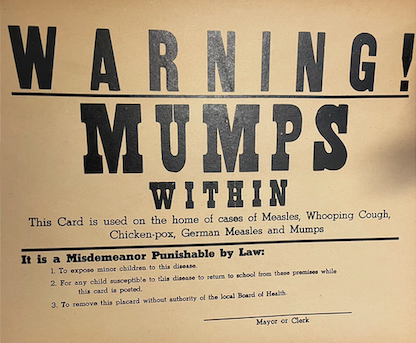 WARNING!
MUMPS
WITHIN
This Card is used on the home of cases of Measles, Whooping Cough,
Chicken-pox, German Measles and Mumps
It is a Misdemeanor Punishable by Law:
1. To expose minor children to this disease.
2. For any child susceptible to this disease to return to school from these premises while
this card is posted.
3. To remove this placard without authority of the local Board of Health.
Mayor or Clerk